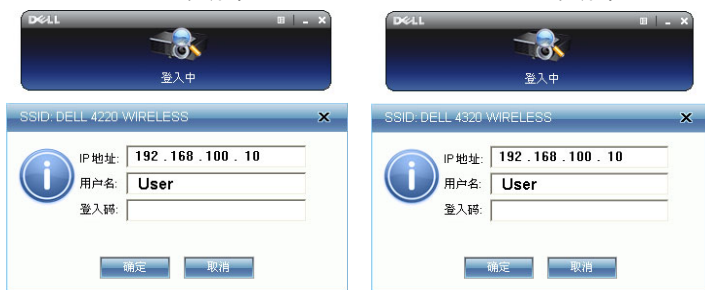 DELL
登入中
SSID: DELL 4220 WIRELESS
IP 地址: 192 . 168 . 100 . 10
用户名: User
登入码:
确定 取消
DELL
登入中
SSID: DELL 4320 WIRELESS
IP 地址: 192 . 168 . 100 . 10
用户名: User
登入码:
确定 取消